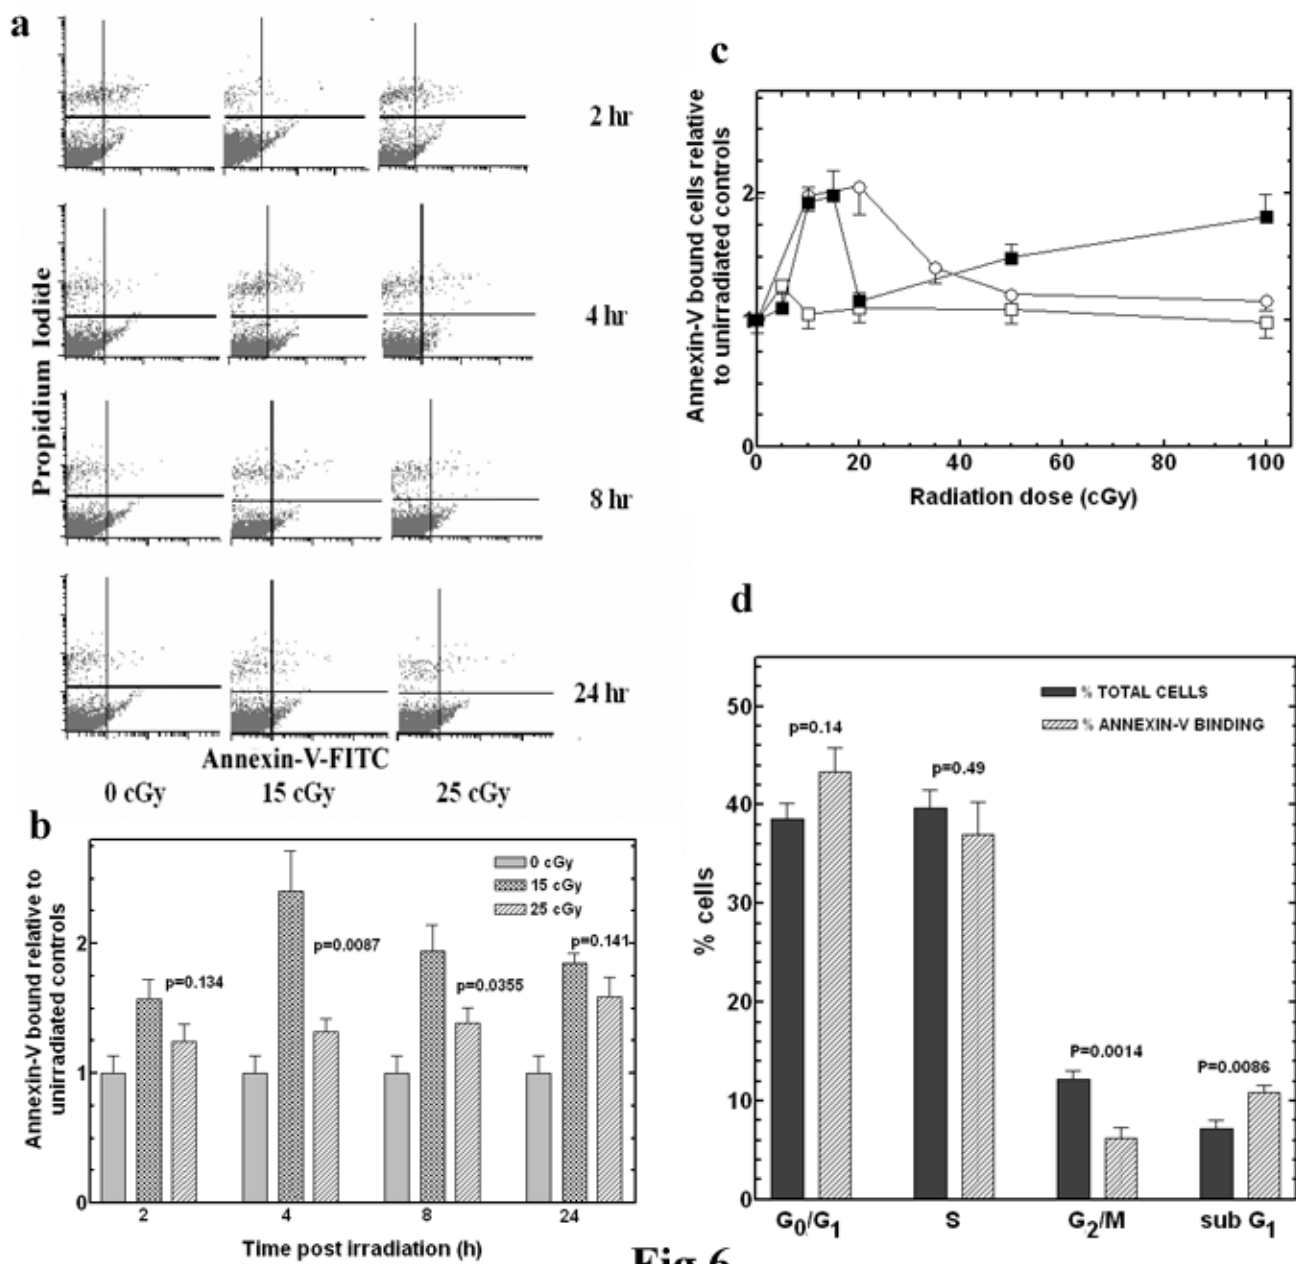 a
2 hr
4 hr
8 hr
24 hr
Propidium Iodide
Annexin-V-FITC
0 cGy 15 cGy 25 cGy
b
Annexin-V bound relative to
unirradiated controls
0
1
2
0 cGy
15 cGy
25 cGy
p=0.134
p=0.0087
p=0.0355
p=0.141
2 4 8 24
Time post irradiation (h)
c
Annexin-V bound cells relative
to unirradiated controls
0
1
2
0 20 40 60 80 100
Radiation dose (cGy)
d
% cells
50
40
30
20
10
0
% TOTAL CELLS
% ANNEXIN-V BINDING
p=0.14
p=0.49
P=0.0014
P=0.0086
G0/G1 S G2/M sub G1
Fig 6